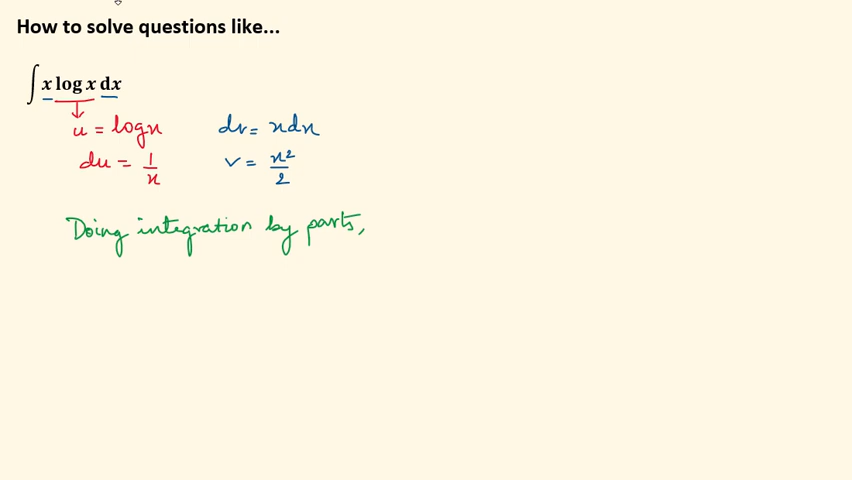 How to solve questions like...
∫ x log x dx
u = logx dv = xdx
du = 1/x v = x²/2
Doing integration by parts,